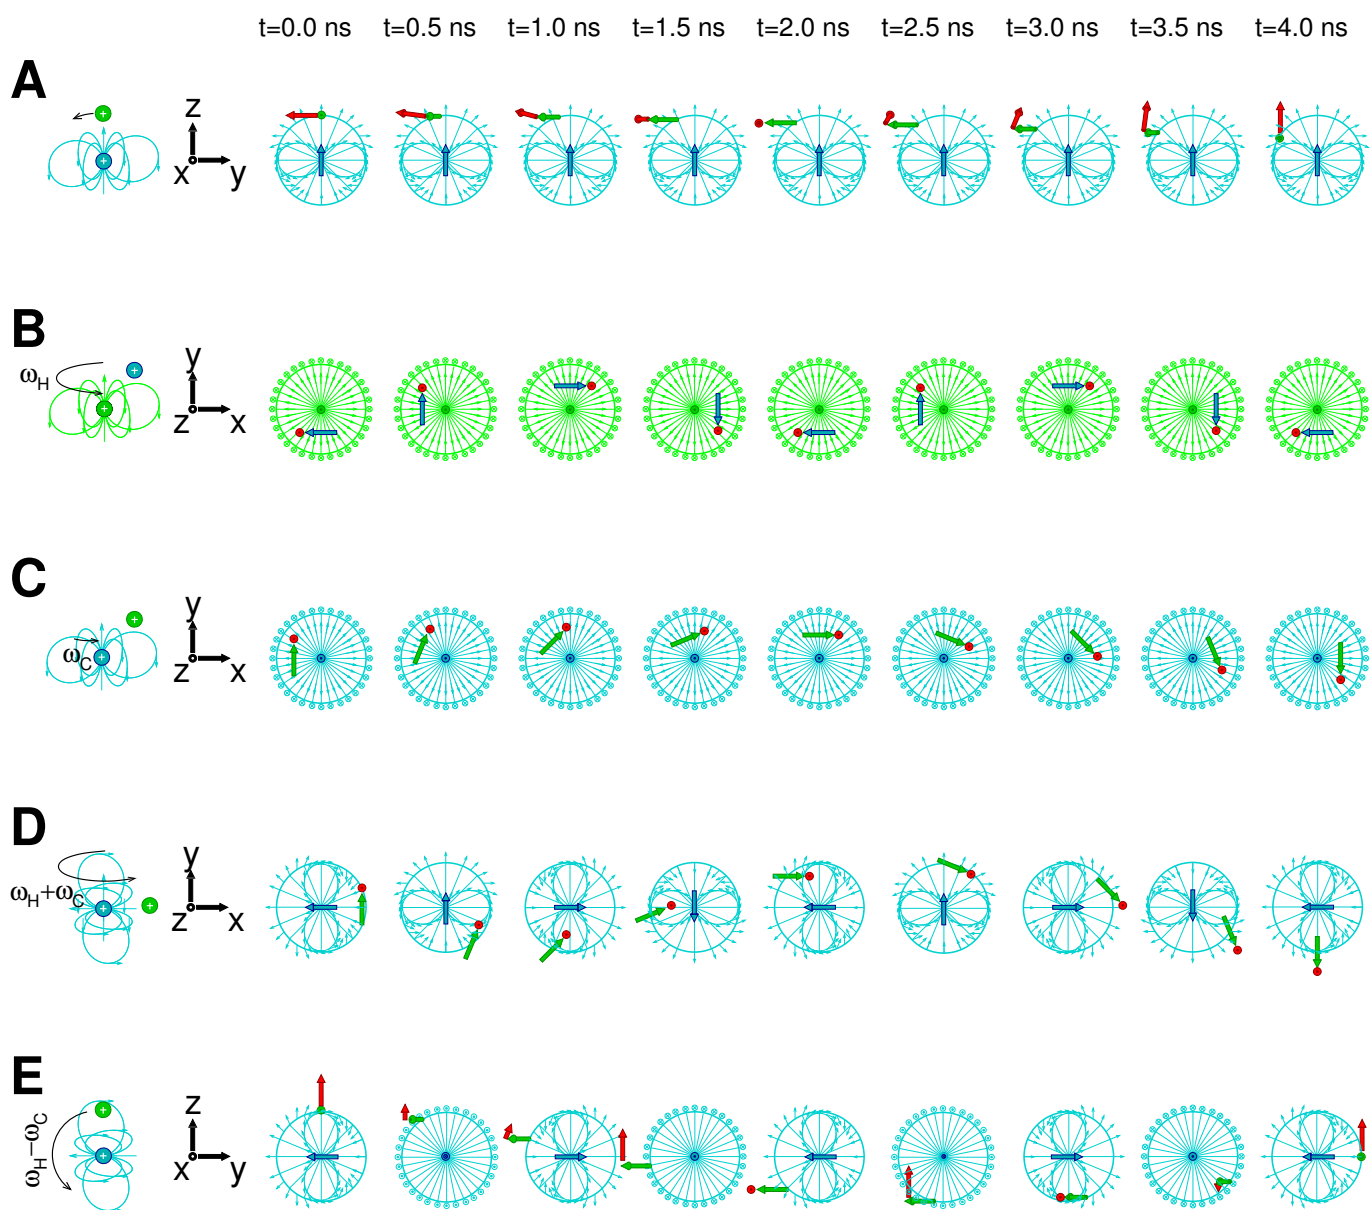 t=0.0 ns t=0.5 ns t=1.0 ns t=1.5 ns t=2.0 ns t=2.5 ns t=3.0 ns t=3.5 ns t=4.0 ns
A
+
+
z
x y
B
ωH
+
+
y
z x
C
ωC
+
+
y
z x
D
ωH+ωC
+
+
y
z x
E
ωH−ωC
+
+
z
x y